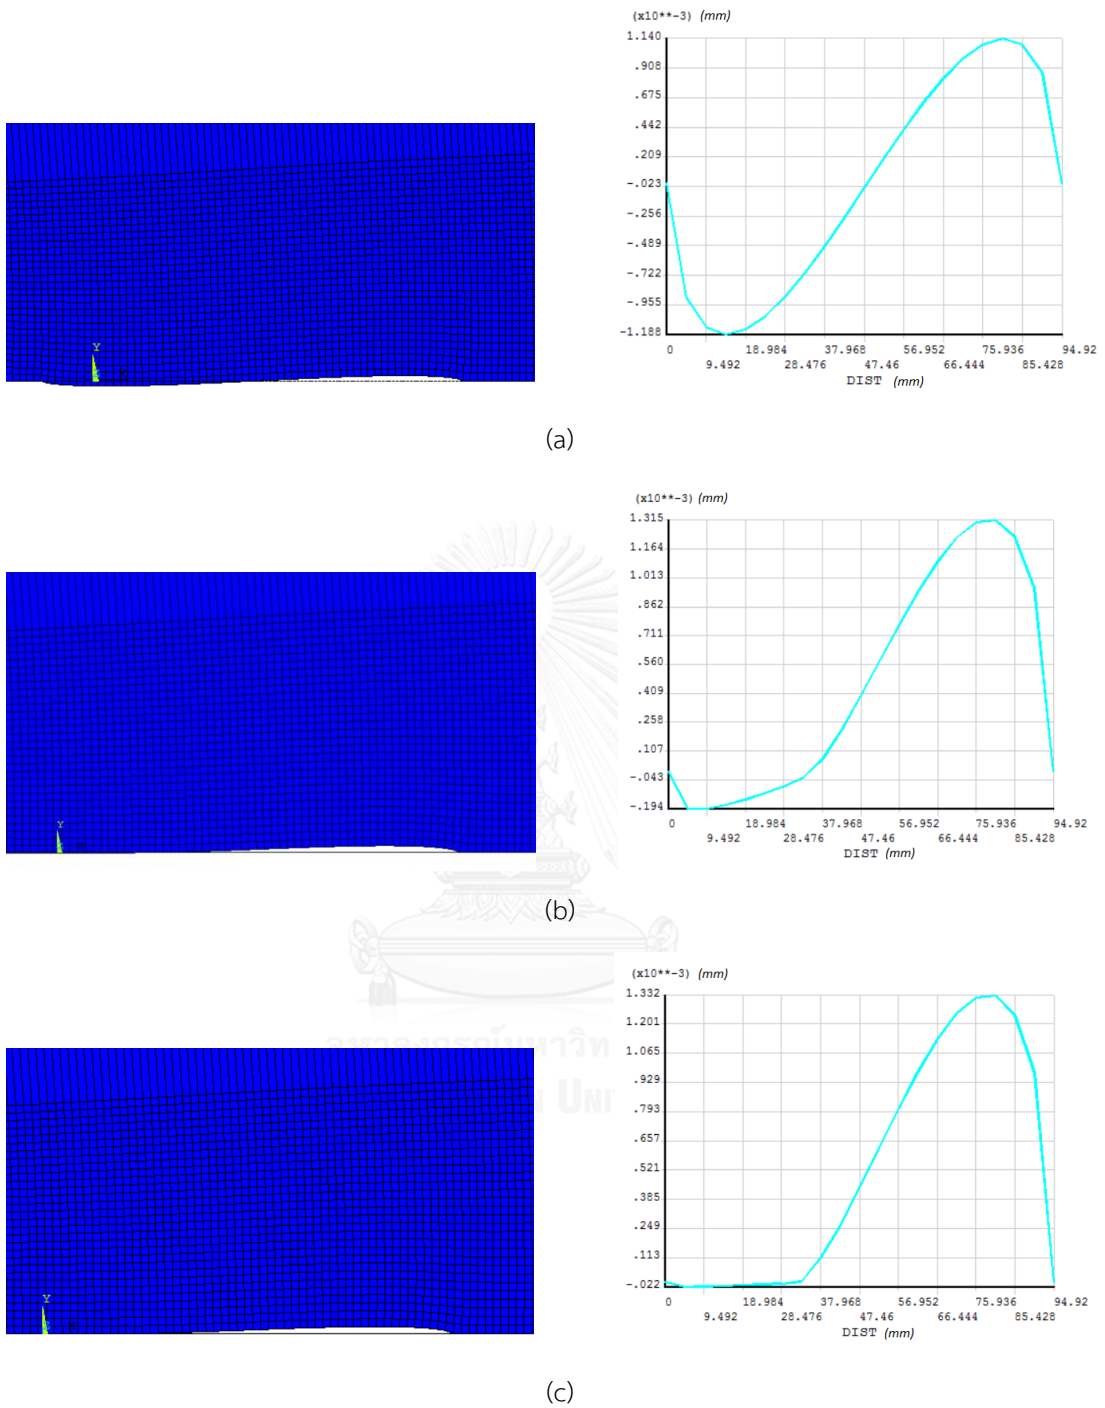 (x10**-3) (mm)
1.140
.908
.675
.442
.209
-.023
-.256
-.489
-.722
-.955
-1.188
0 18.984 37.968 56.952 75.936 94.92
9.492 28.476 47.46 66.444 85.428
DIST (mm)
Y
(a)
(x10**-3) (mm)
1.315
1.164
1.013
.862
.711
.560
.409
.258
.107
-.043
-.194
0 18.984 37.968 56.952 75.936 94.92
9.492 28.476 47.46 66.444 85.428
DIST (mm)
Y
(b)
(x10**-3) (mm)
1.332
1.201
1.065
.929
.793
.657
.521
.385
.249
.113
-.022
0 18.984 37.968 56.952 75.936 94.92
9.492 28.476 47.46 66.444 85.428
DIST (mm)
Y
(c)